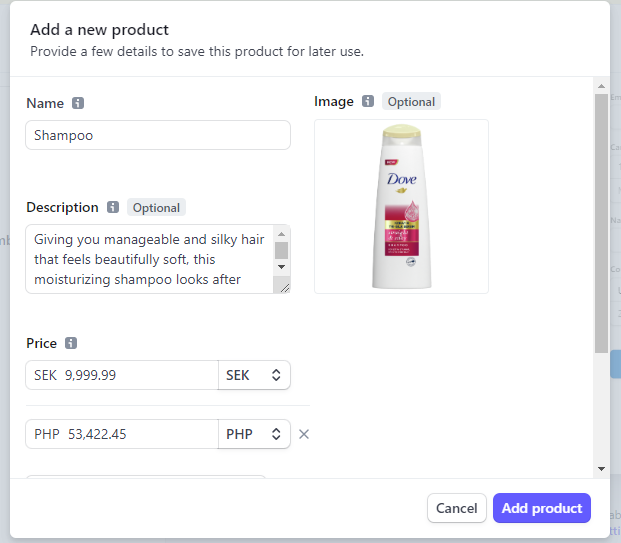 Add a new product
Provide a few details to save this product for later use.
Name
Shampoo
Image Optional
Dove
Description Optional
Giving you manageable and silky hair
that feels beautifully soft, this
moisturizing shampoo looks after
Price
SEK 9,999.99 SEK
PHP 53,422.45 PHP
Cancel Add product